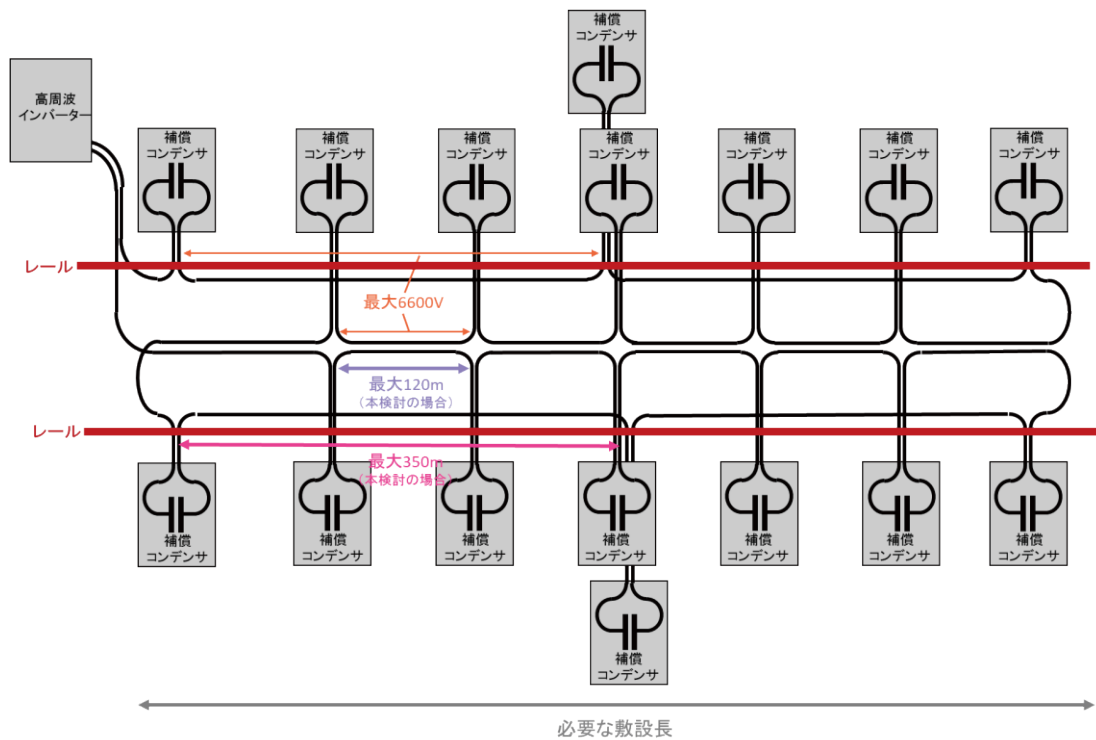 補償
コンデンサ
高周波
インバーター
補償
コンデンサ
補償
コンデンサ
補償
コンデンサ
補償
コンデンサ
補償
コンデンサ
補償
コンデンサ
補償
コンデンサ
レール
最大6600V
最大120m
(本検討の場合)
レール
最大350m
(本検討の場合)
補償
コンデンサ
補償
コンデンサ
補償
コンデンサ
補償
コンデンサ
補償
コンデンサ
補償
コンデンサ
補償
コンデンサ
補償
コンデンサ
必要な敷設長